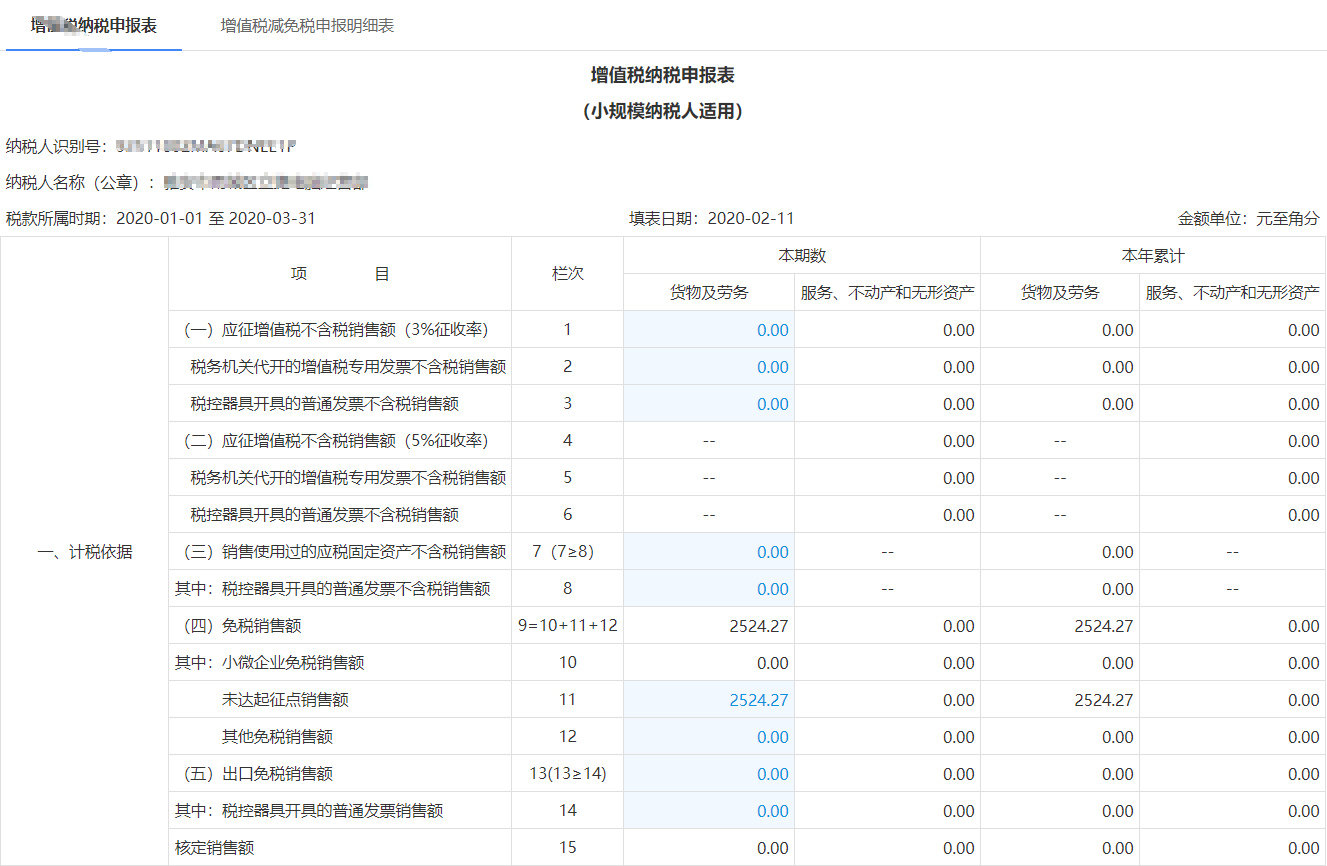 增值税纳税申报表 增值税减免税申报明细表
增值税纳税申报表
（小规模纳税人适用）
纳税人识别号：
纳税人名称（公章）：
税款所属时期：2020-01-01 至 2020-03-31 填表日期：2020-02-11 金额单位：元至角分
项 目 栏次 本期数 本年累计
货物及劳务 服务、不动产和无形资产 货物及劳务 服务、不动产和无形资产
一、计税依据
（一）应征增值税不含税销售额（3%征收率） 1 0.00 0.00 0.00 0.00
税务机关代开的增值税专用发票不含税销售额 2 0.00 0.00 0.00 0.00
税控器具开具的普通发票不含税销售额 3 0.00 0.00 0.00 0.00
（二）应征增值税不含税销售额（5%征收率） 4 -- 0.00 -- 0.00
税务机关代开的增值税专用发票不含税销售额 5 -- 0.00 -- 0.00
税控器具开具的普通发票不含税销售额 6 -- 0.00 -- 0.00
（三）销售使用过的应税固定资产不含税销售额 7（7≥8） 0.00 -- 0.00 --
其中：税控器具开具的普通发票不含税销售额 8 0.00 -- 0.00 --
（四）免税销售额 9=10+11+12 2524.27 0.00 2524.27 0.00
其中：小微企业免税销售额 10 0.00 0.00 0.00 0.00
未达起征点销售额 11 2524.27 0.00 2524.27 0.00
其他免税销售额 12 0.00 0.00 0.00 0.00
（五）出口免税销售额 13(13≥14) 0.00 0.00 0.00 0.00
其中：税控器具开具的普通发票销售额 14 0.00 0.00 0.00 0.00
核定销售额 15 0.00 0.00 0.00 0.00